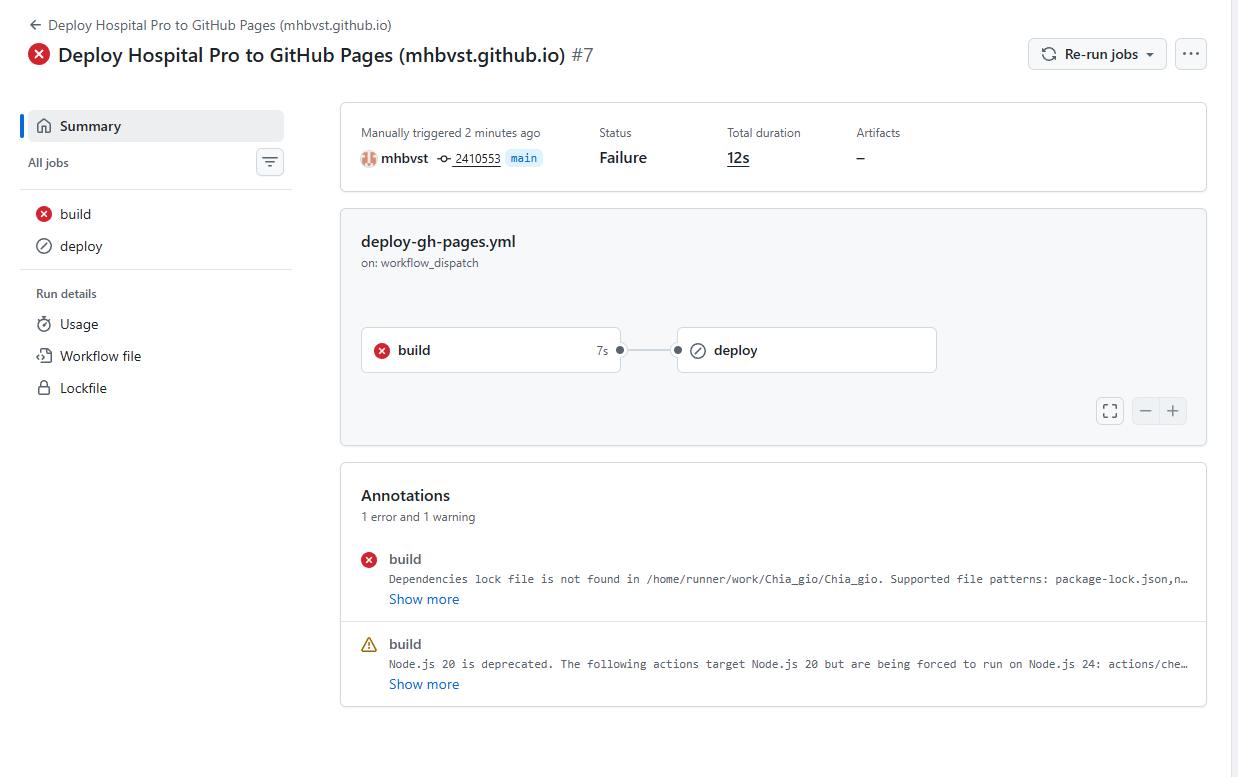 Deploy Hospital Pro to GitHub Pages (mhbvst.github.io)
Deploy Hospital Pro to GitHub Pages (mhbvst.github.io) #7
Re-run jobs
Summary
All jobs
build
deploy
Run details
Usage
Workflow file
Lockfile
Manually triggered 2 minutes ago
mhbvst 2410553 main
Status
Failure
Total duration
12s
Artifacts
–
deploy-gh-pages.yml
on: workflow_dispatch
build 7s
deploy
Annotations
1 error and 1 warning
build
Dependencies lock file is not found in /home/runner/work/Chia_gio/Chia_gio. Supported file patterns: package-lock.json,n…
Show more
build
Node.js 20 is deprecated. The following actions target Node.js 20 but are being forced to run on Node.js 24: actions/che…
Show more